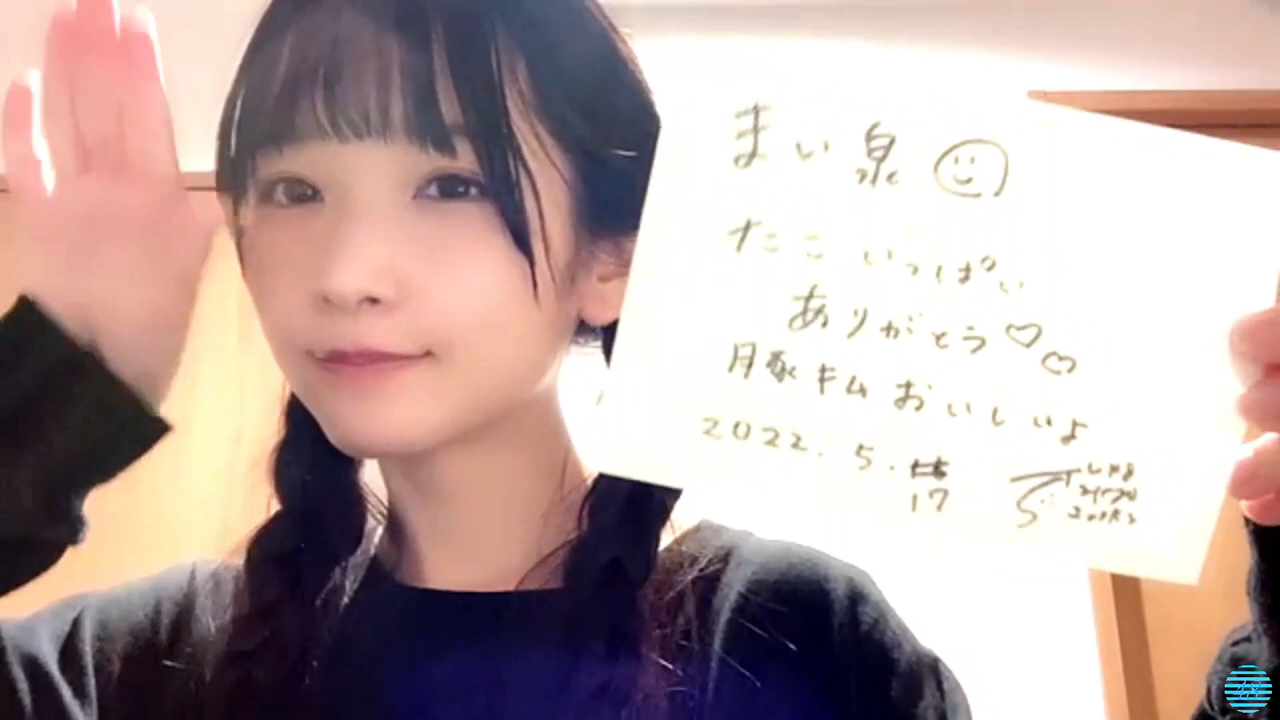 まい泉
たこいっぱい
ありがとう♡♡
豚キムおいしいよ
2022.5.
17